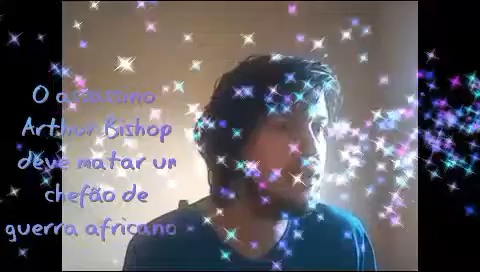 O assassino
Arthur Bishop
deve matar um
chefão de
guerra africano